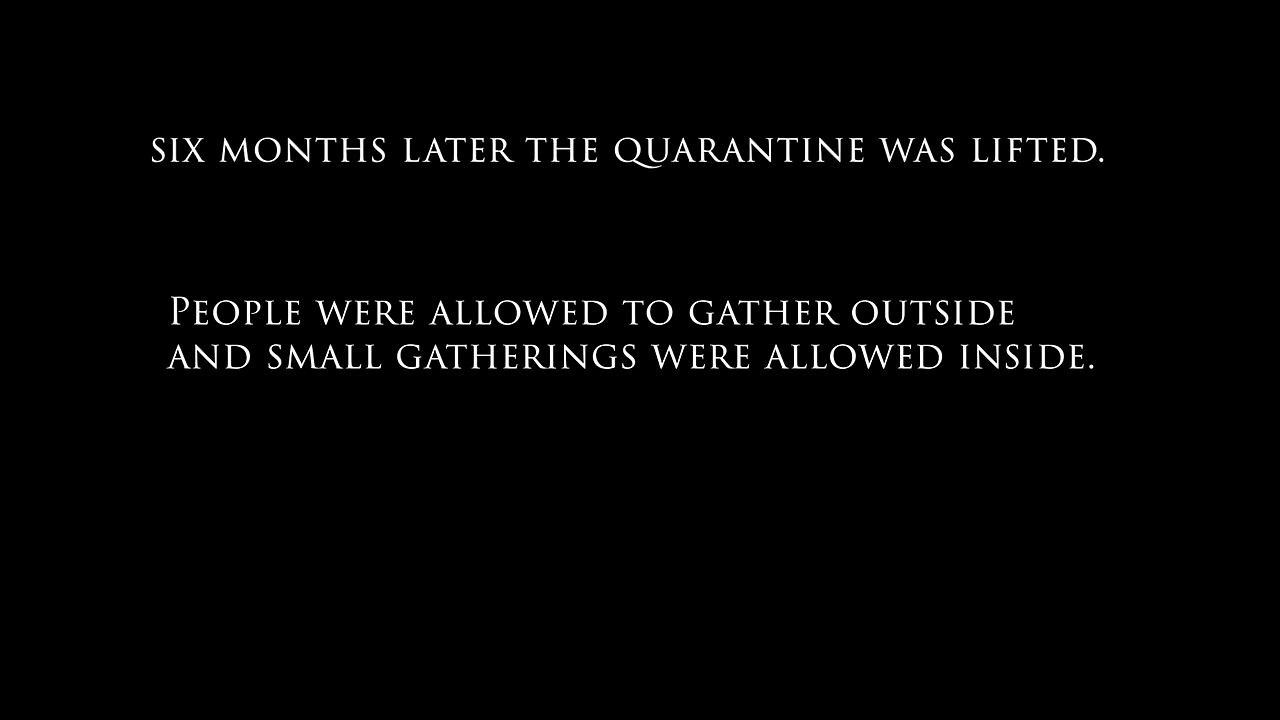 six months later the quarantine was lifted.
People were allowed to gather outside
and small gatherings were allowed inside.